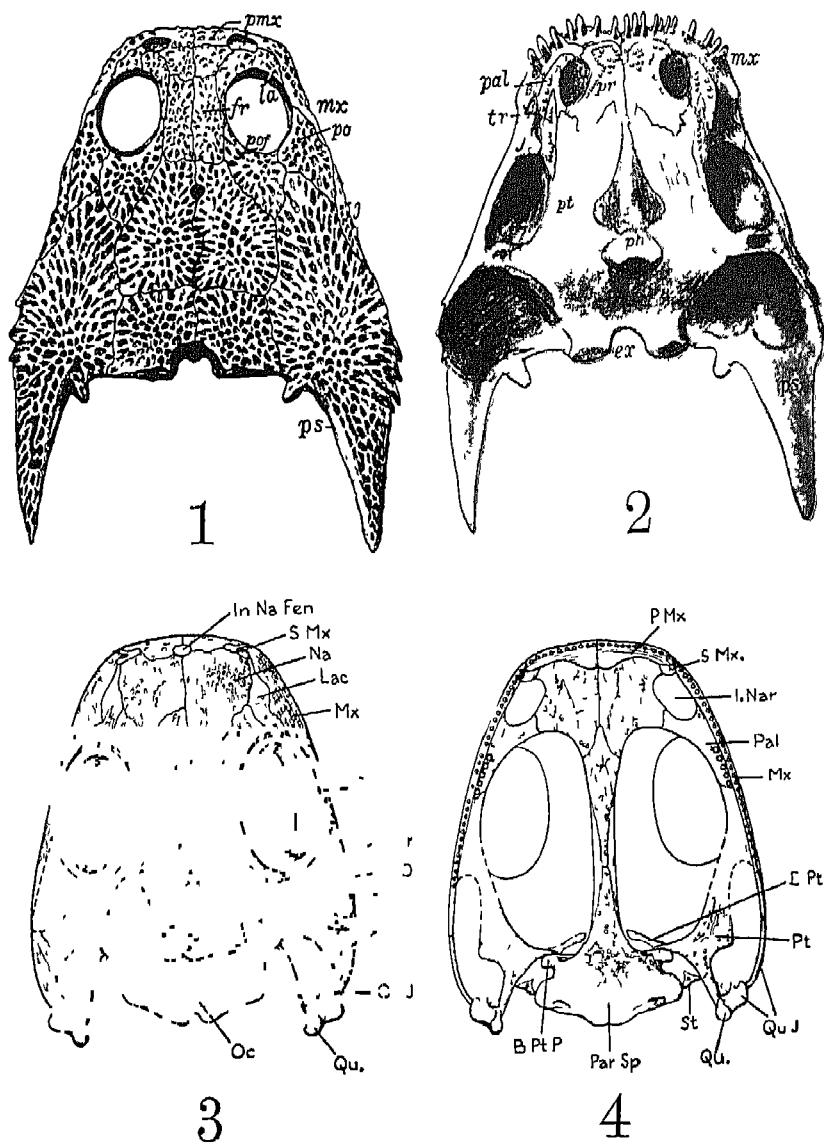 pmx
la
fr
mx
po
pof
j
ps
1
mx
pal
pr
tr
pt
ph
ex
ps
2
In Na Fen
S Mx
Na
Lac
Mx
Oc
Qu.
3
P Mx
S Mx.
I. Nar
Pal
Mx
E Pt
Pt
Qu J
St
Qu.
B Pt P
Par Sp
4